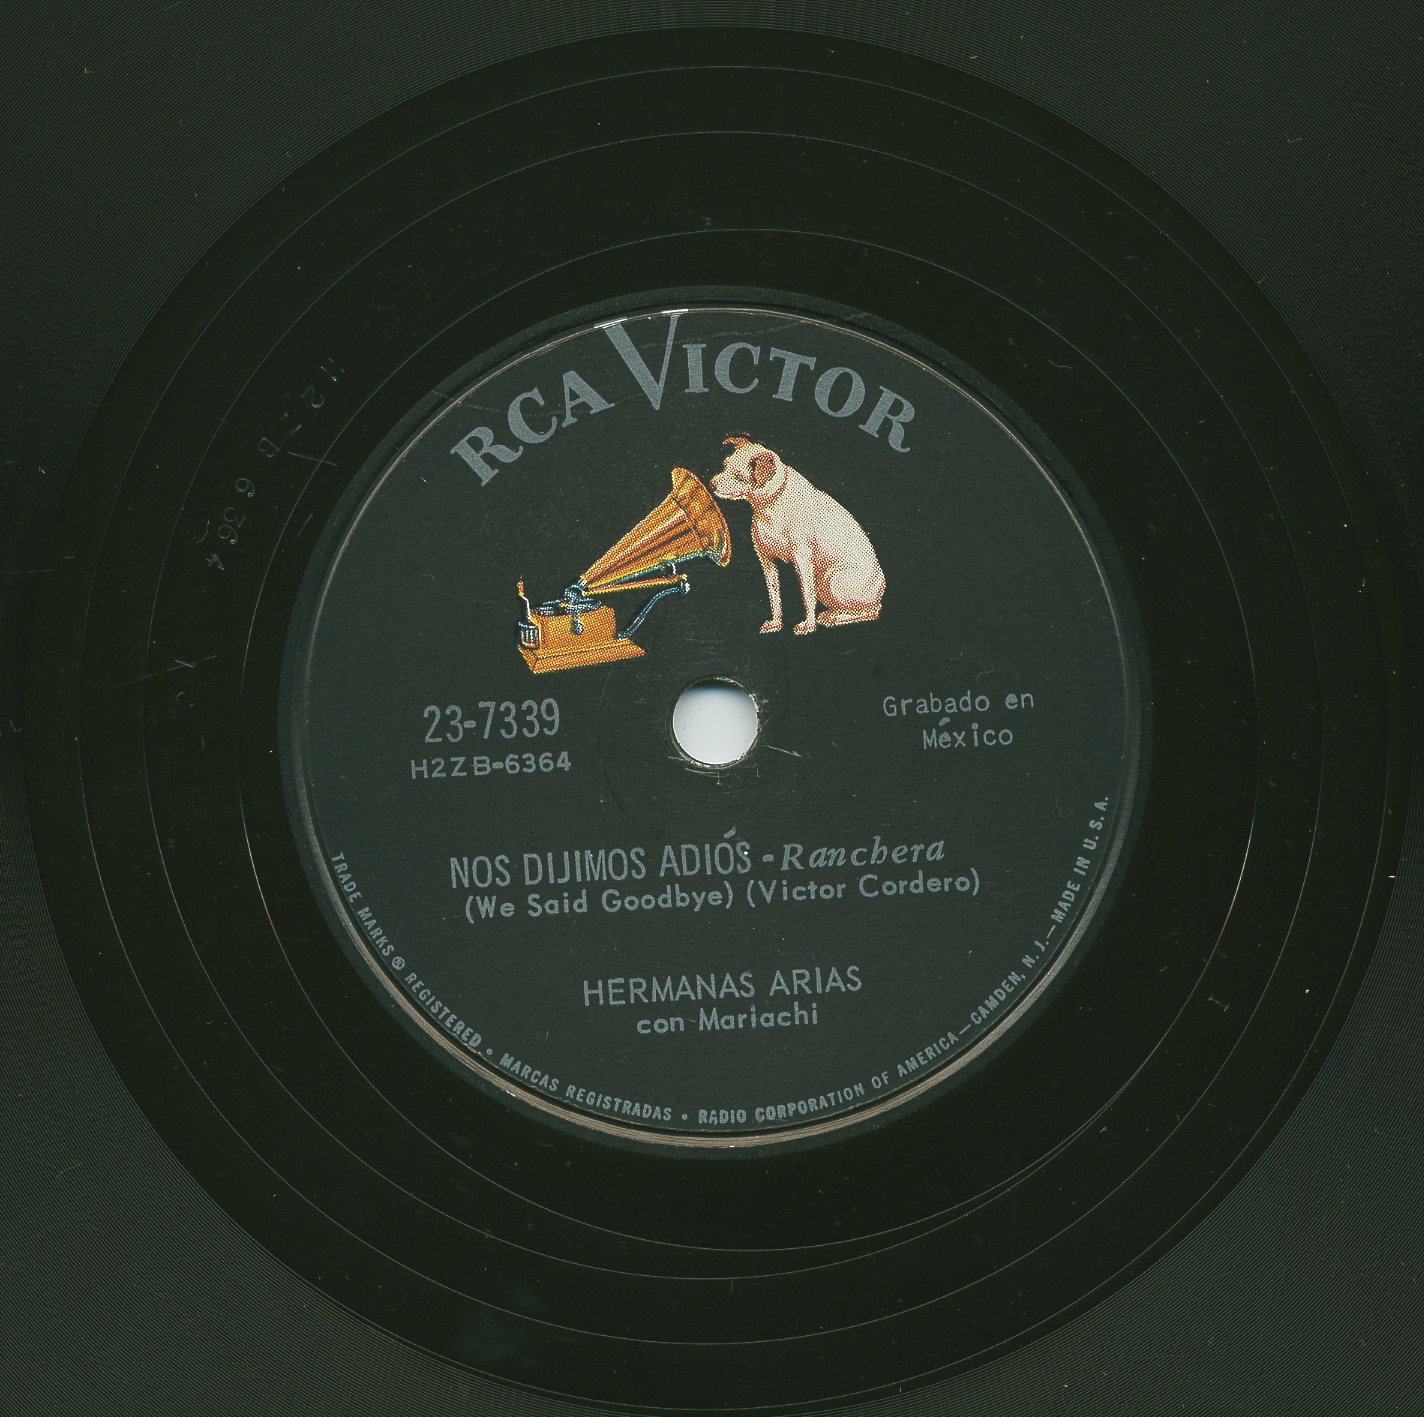 RCA VICTOR
23-7339
H2ZB-6364
Grabado en
México
NOS DIJIMOS ADIÓS - Ranchera
(We Said Goodbye) (Victor Cordero)
HERMANAS ARIAS
con Mariachi
TRADE MARKS ® REGISTERED • MARCAS REGISTRADAS • RADIO CORPORATION OF AMERICA — CAMDEN, N. J. — MADE IN U. S. A.